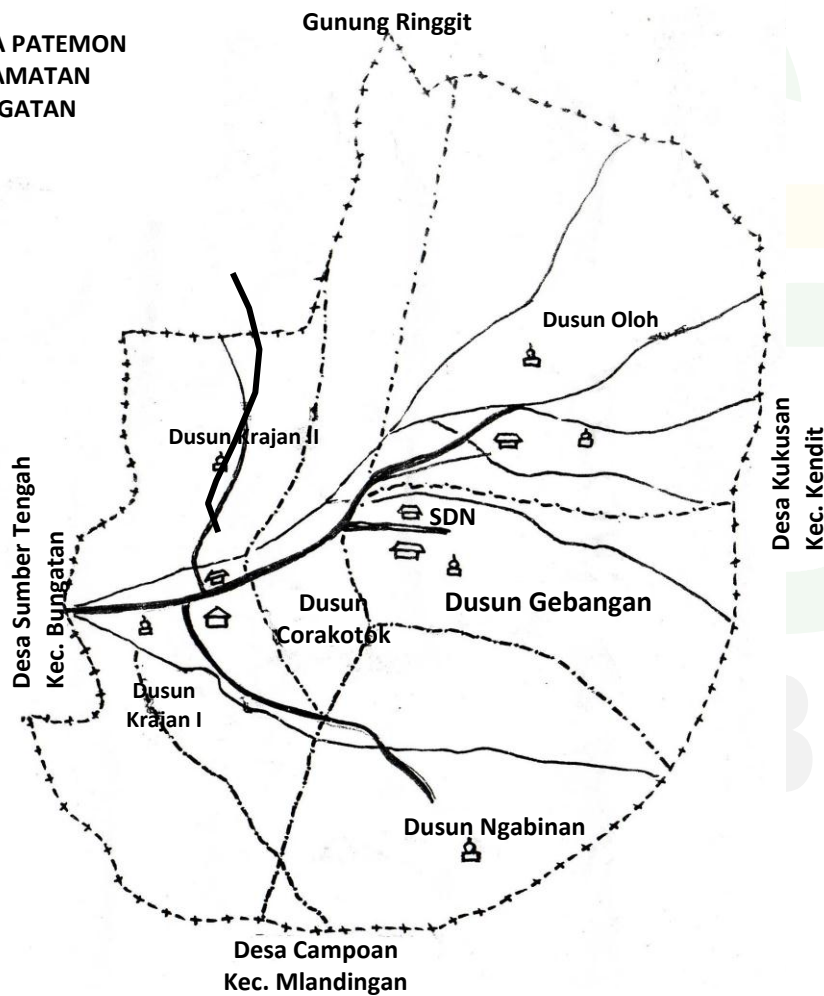 Gunung Ringgit
A PATEMON
AMATAN
GATAN
Dusun Oloh
Dusun Krajan II
Desa Kukusan
Kec. Kendit
Desa Sumber Tengah
Kec. Bungatan
SDN
Dusun Gebangan
Dusun
Corakotok
Dusun
Krajan I
Dusun Ngabinan
Desa Campoan
Kec. Mlandingan